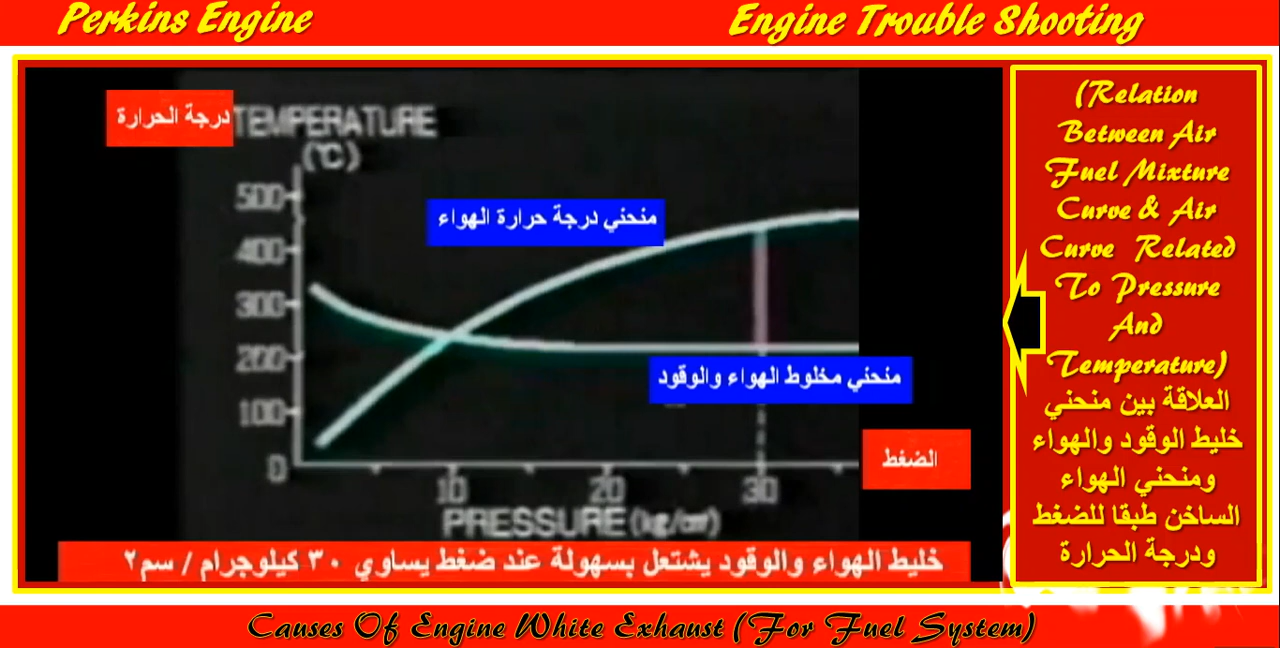 Perkins Engine
Engine Trouble Shooting
درجة الحرارة
TEMPERATURE
(°C)
500
400
300
200
100
0
منحني درجة حرارة الهواء
منحني مخلوط الهواء والوقود
الضغط
10 20 30
PRESSURE (kg/cm²)
خليط الهواء والوقود يشتعل بسهولة عند ضغط يساوي ٣٠ كيلوجرام / سم٢
(Relation
Between Air
Fuel Mixture
Curve & Air
Curve Related
To Pressure
And
Temperature)
العلاقة بين منحني
خليط الوقود والهواء
ومنحني الهواء
الساخن طبقا للضغط
ودرجة الحرارة
Causes Of Engine White Exhaust (For Fuel System)